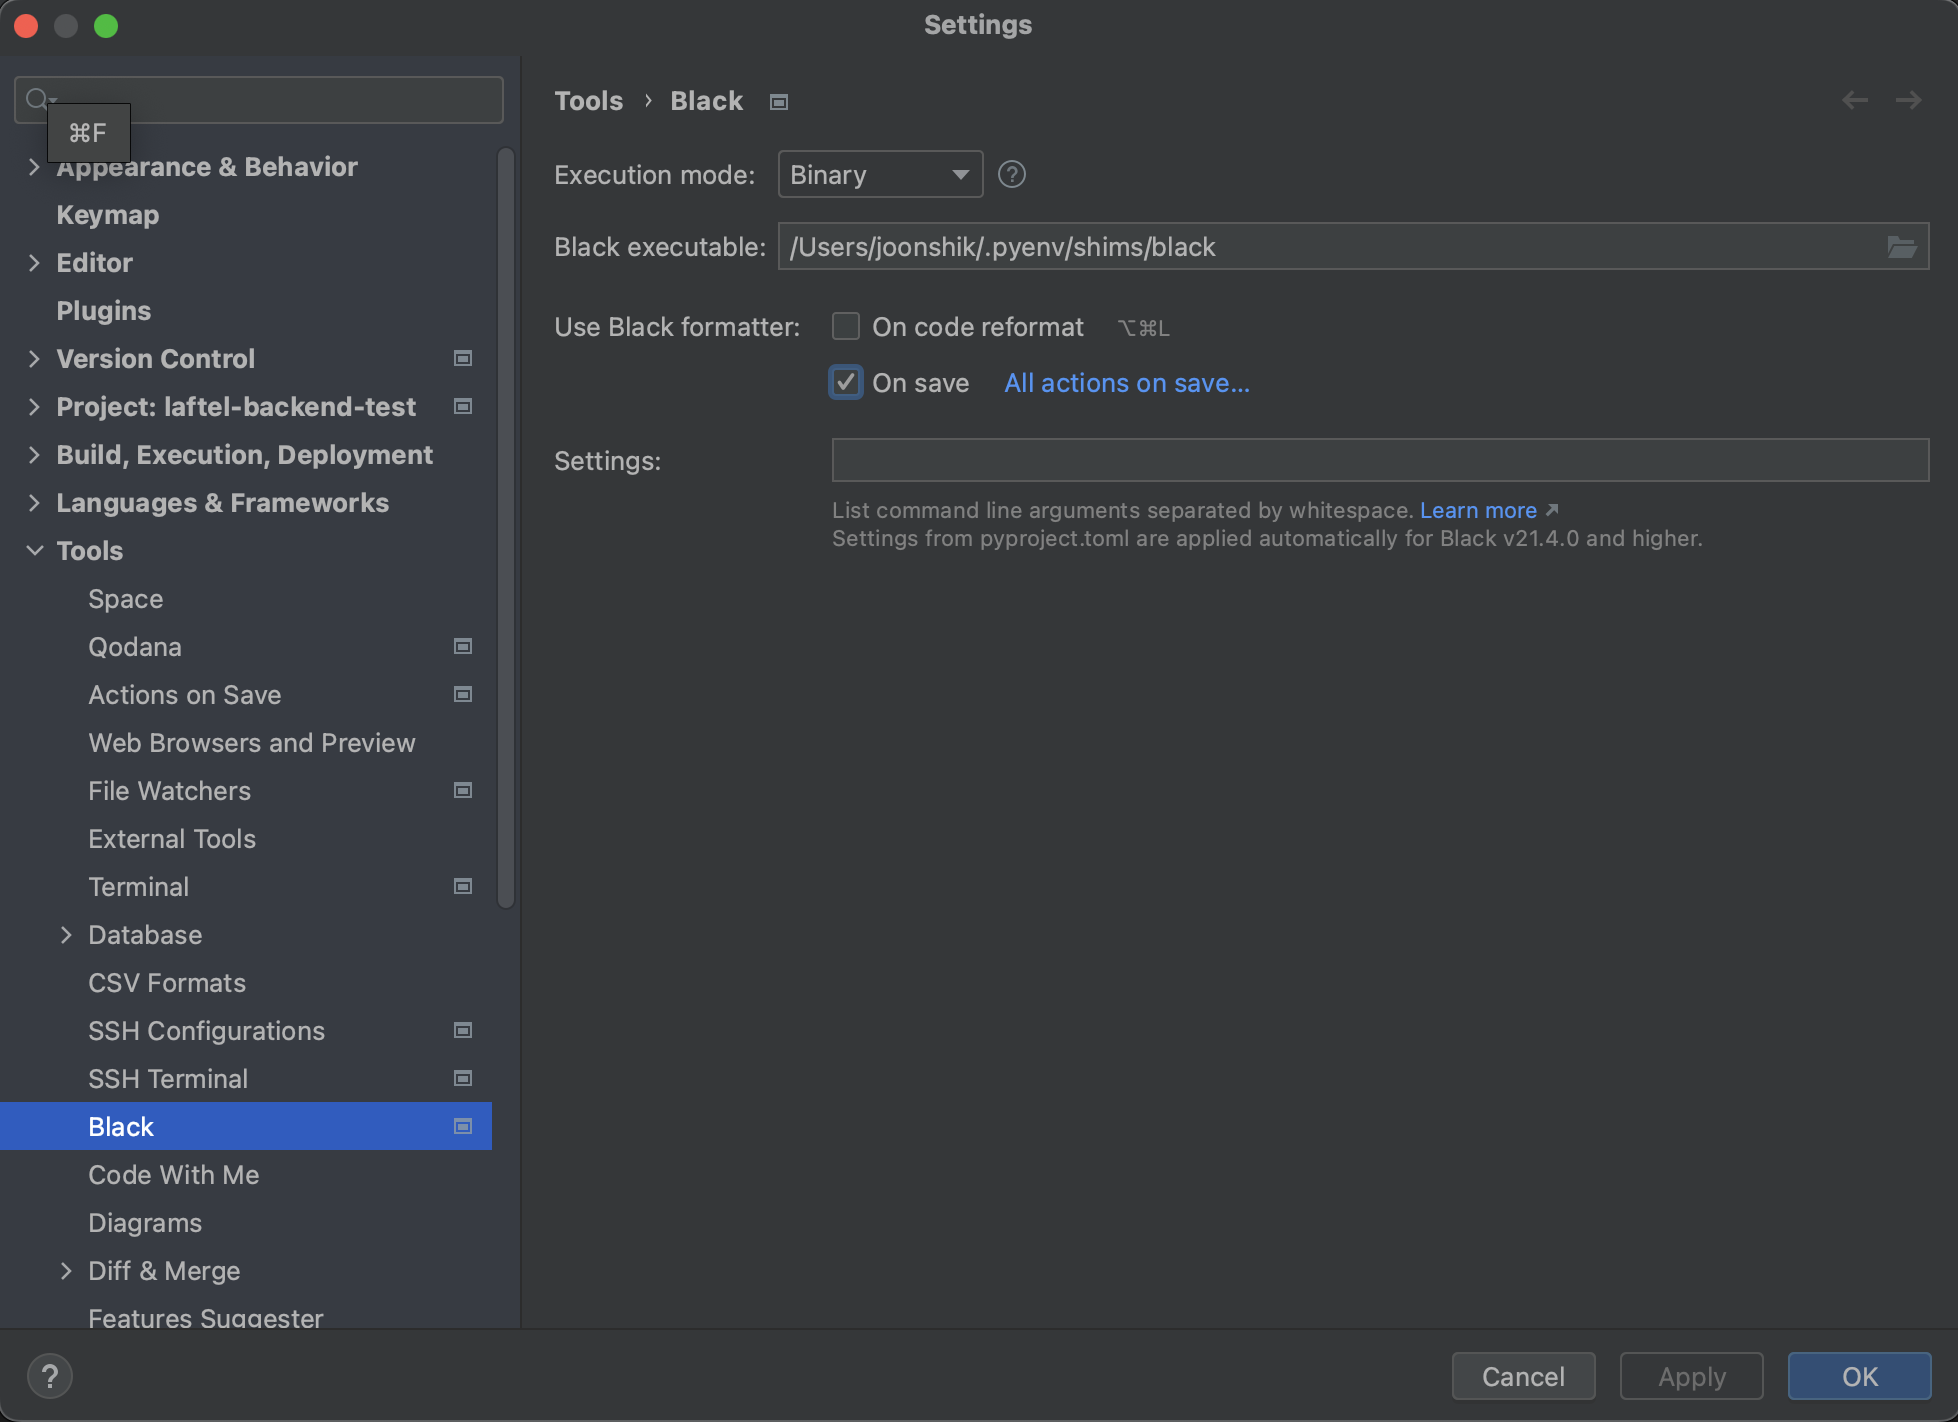 Settings
⌘F
Appearance & Behavior
Keymap
Editor
Plugins
Version Control
Project: laftel-backend-test
Build, Execution, Deployment
Languages & Frameworks
Tools
Space
Qodana
Actions on Save
Web Browsers and Preview
File Watchers
External Tools
Terminal
Database
CSV Formats
SSH Configurations
SSH Terminal
Black
Code With Me
Diagrams
Diff & Merge
Features Suggester
Tools › Black
Execution mode: Binary ?
Black executable: /Users/joonshik/.pyenv/shims/black
Use Black formatter: On code reformat ⌥⌘L
On save All actions on save...
Settings:
List command line arguments separated by whitespace. Learn more ↗
Settings from pyproject.toml are applied automatically for Black v21.4.0 and higher.
? Cancel Apply OK